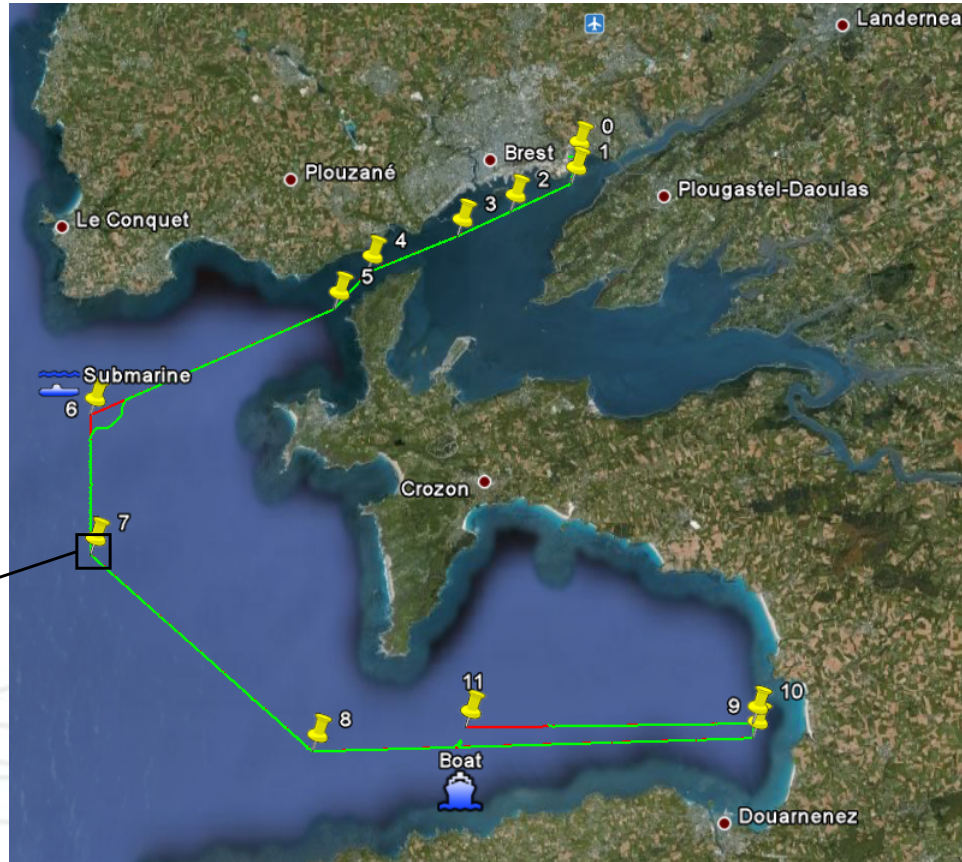 Landernea
0
1
Brest
2
Plouzané
Plougastel-Daoulas
3
Le Conquet
4
5
Submarine
6
Crozon
7
11
10
9
8
Boat
Douarnenez